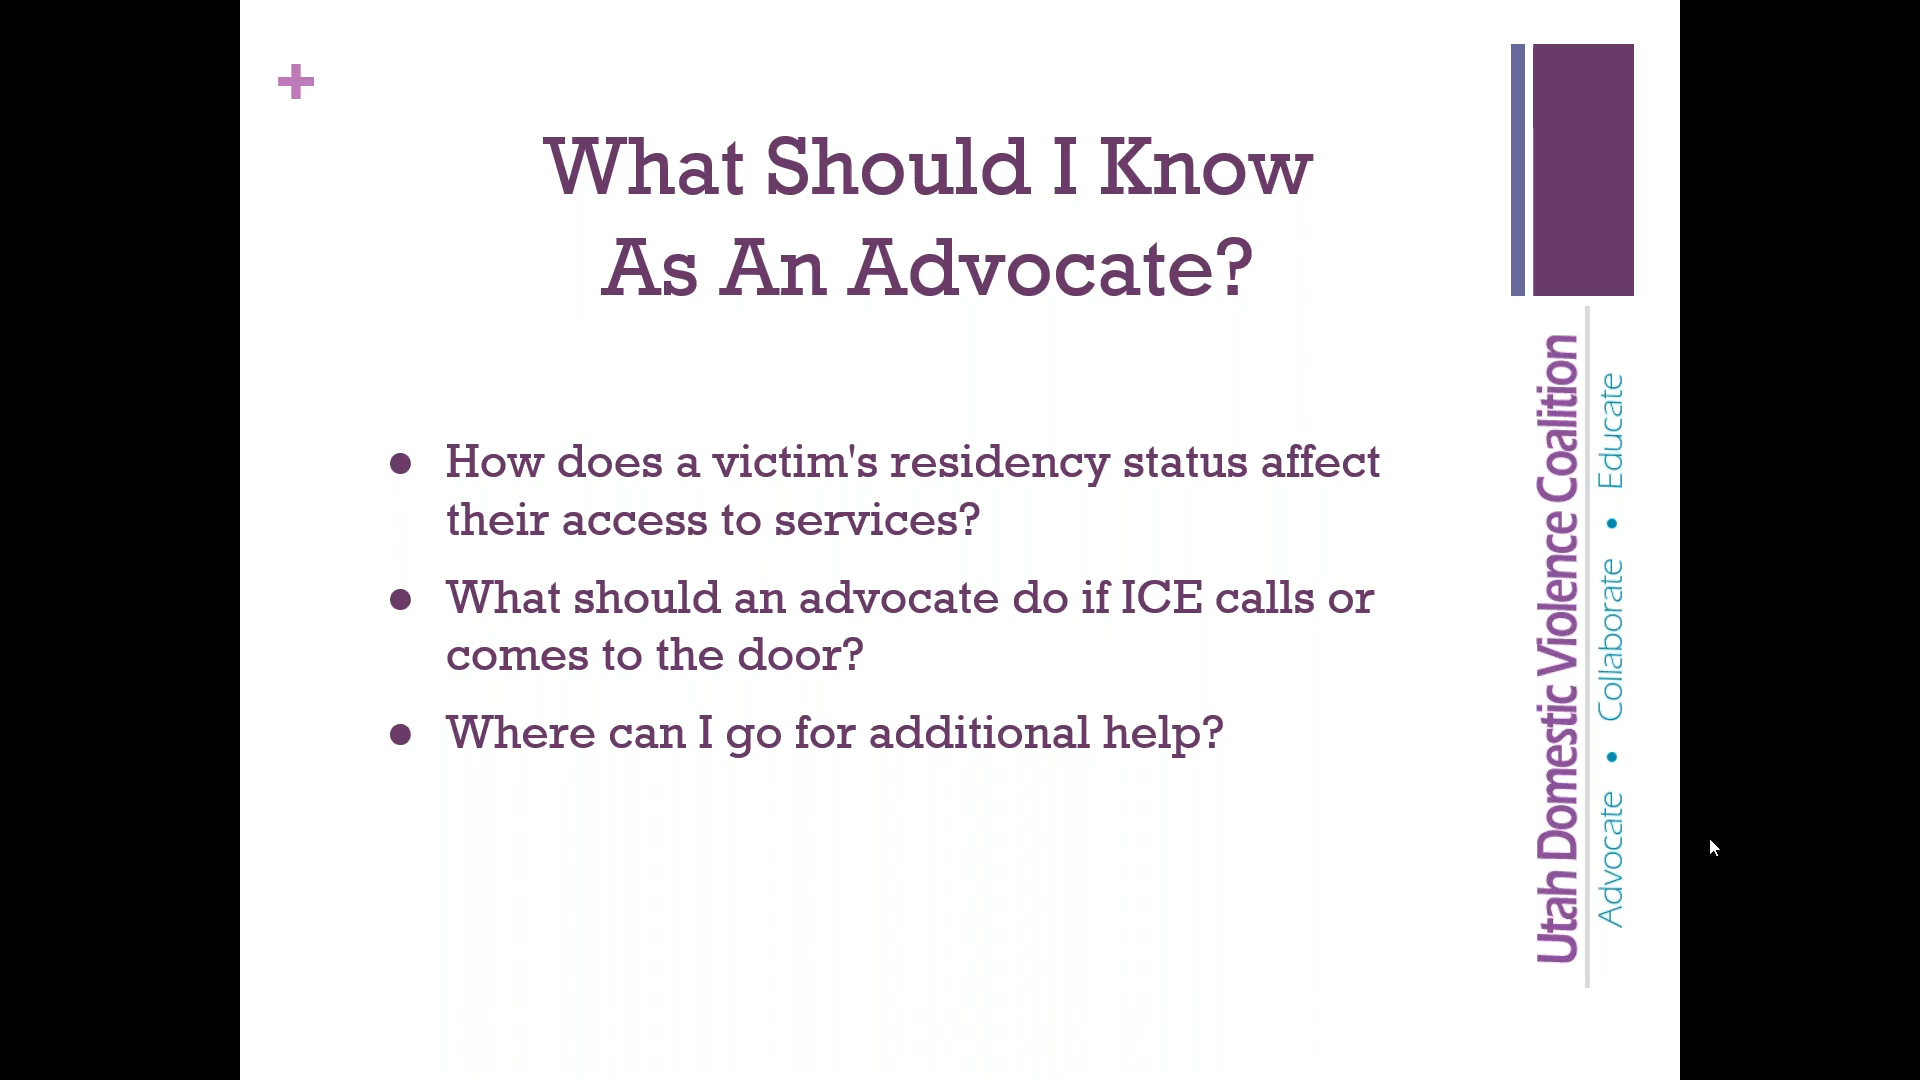 What Should I Know
As An Advocate?
● How does a victim's residency status affect
their access to services?
● What should an advocate do if ICE calls or
comes to the door?
● Where can I go for additional help?
Utah Domestic Violence Coalition
Advocate • Collaborate • Educate